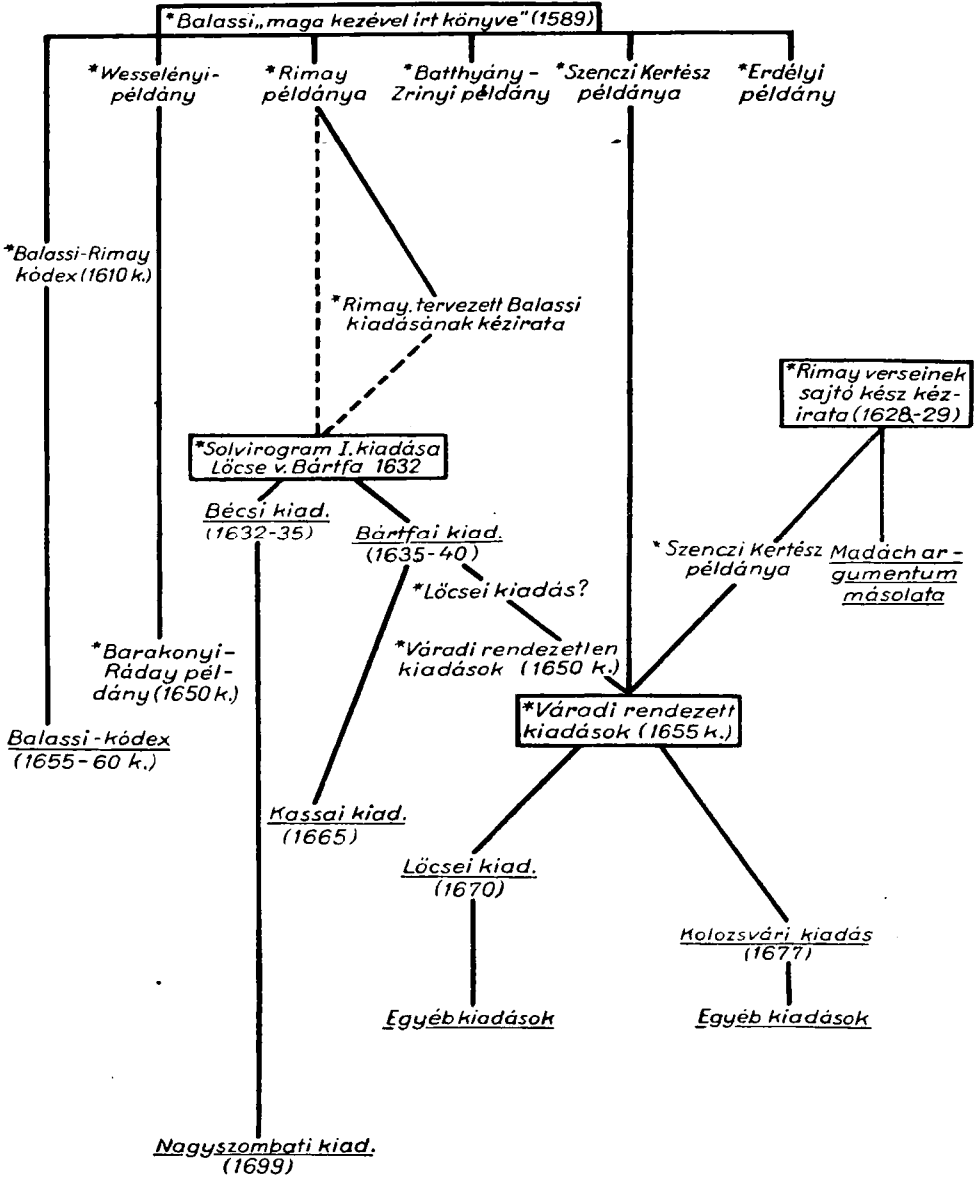 *Balassi „maga kezével írt könyve” (1589)
*Wesselényi-
példány
*Rimay
példánya
*Batthyány-
Zrinyi példány
*Szenczi Kertész
példánya
*Erdélyi
példány
*Balassi-Rimay
kódex (1610 k.)
*Rimay. tervezett Balassi
kiadásának kézirata
*Rimay verseinek
sajtó kész kéz-
irata (1628-29)
*Solvirogram I. kiadása
Löcse v. Bártfa 1632
Bécsi kiad.
(1632-35)
Bártfai kiad.
(1635-40)
*Szenczi Kertész
példánya
Madách ar-
gumentum
másolata
*Löcsei kiadás?
*Barakonyi-
Ráday pél-
dány (1650 k.)
*Váradi rendezetlen
kiadások (1650 k.)
*Váradi rendezett
kiadások (1655 k.)
Balassi-kódex
(1655-60 k.)
Kassai kiad.
(1665)
Löcsei kiad.
(1670)
Kolozsvári kiadás
(1677)
Egyéb kiadások
Egyéb kiadások
Nagyszombati kiad.
(1699)